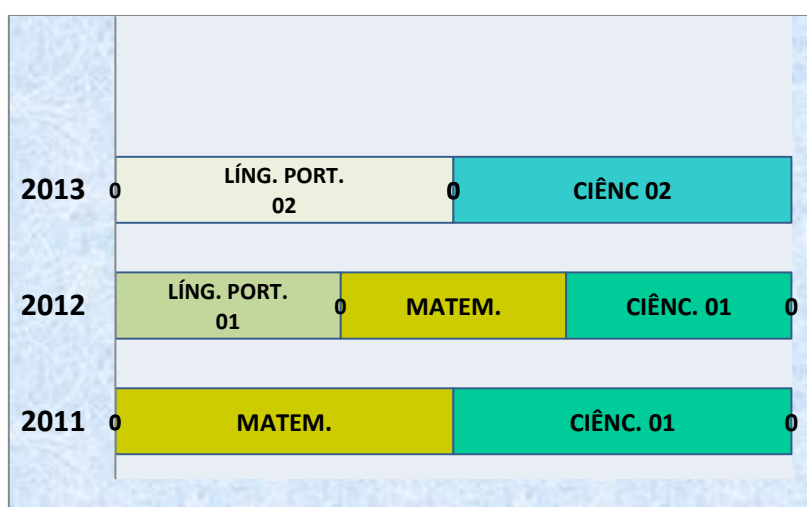 2013 0 LÍNG. PORT. 0 CIÊNC 02
02
2012 LÍNG. PORT. 0 MATEM. CIÊNC. 01 0
01
2011 0 MATEM. CIÊNC. 01 0